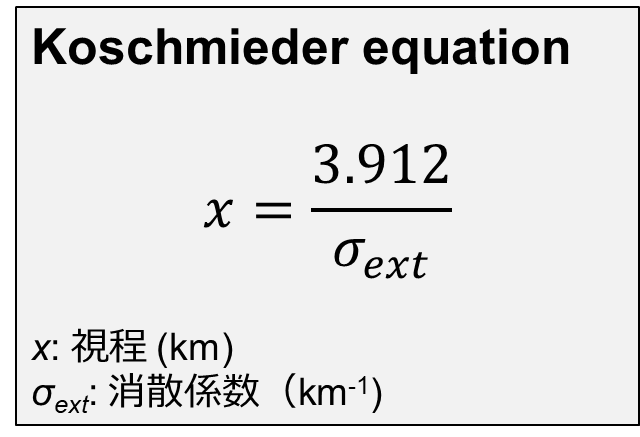 Koschmieder equation
x = 3.912 / σext
x: 視程 (km)
σext: 消散係数（km-1)